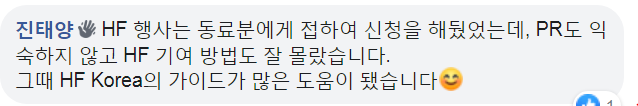 진태양👋 HF 행사는 동료분에게 접하여 신청을 해뒀었는데, PR도 익
숙하지 않고 HF 기여 방법도 잘 몰랐습니다.
그때 HF Korea의 가이드가 많은 도움이 됐습니다😊
1